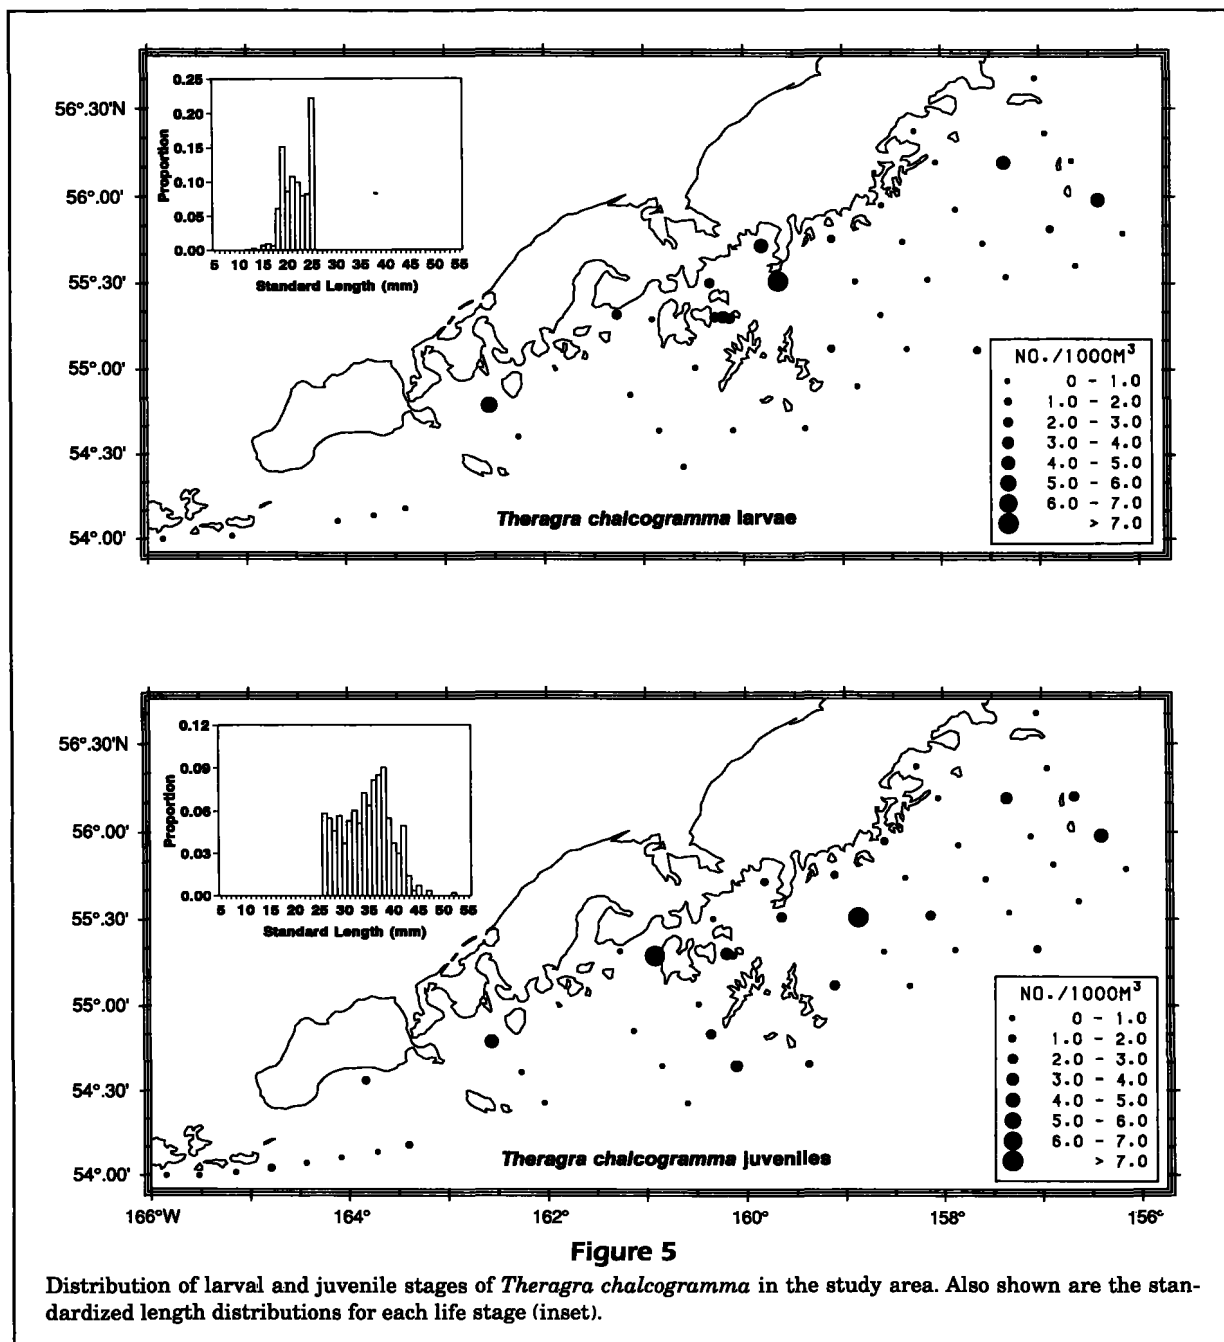 0.25
0.20
0.15
0.10
0.05
0.00
Proportion
5 10 15 20 25 30 35 40 45 50 55
Standard Length (mm)
56°.30'N
56°.00'
55°.30'
55°.00'
54°.30'
54°.00'
NO./1000M³
0 - 1.0
1.0 - 2.0
2.0 - 3.0
3.0 - 4.0
4.0 - 5.0
5.0 - 6.0
6.0 - 7.0
> 7.0
Theragra chalcogramma larvae
0.12
0.09
0.06
0.03
0.00
Proportion
5 10 15 20 25 30 35 40 45 50 55
Standard Length (mm)
56°.30'N
56°.00'
55°.30'
55°.00'
54°.30'
54°.00'
NO./1000M³
0 - 1.0
1.0 - 2.0
2.0 - 3.0
3.0 - 4.0
4.0 - 5.0
5.0 - 6.0
6.0 - 7.0
> 7.0
Theragra chalcogramma juveniles
166°W 164° 162° 160° 158° 156°
Figure 5
Distribution of larval and juvenile stages of Theragra chalcogramma in the study area. Also shown are the stan-
dardized length distributions for each life stage (inset).